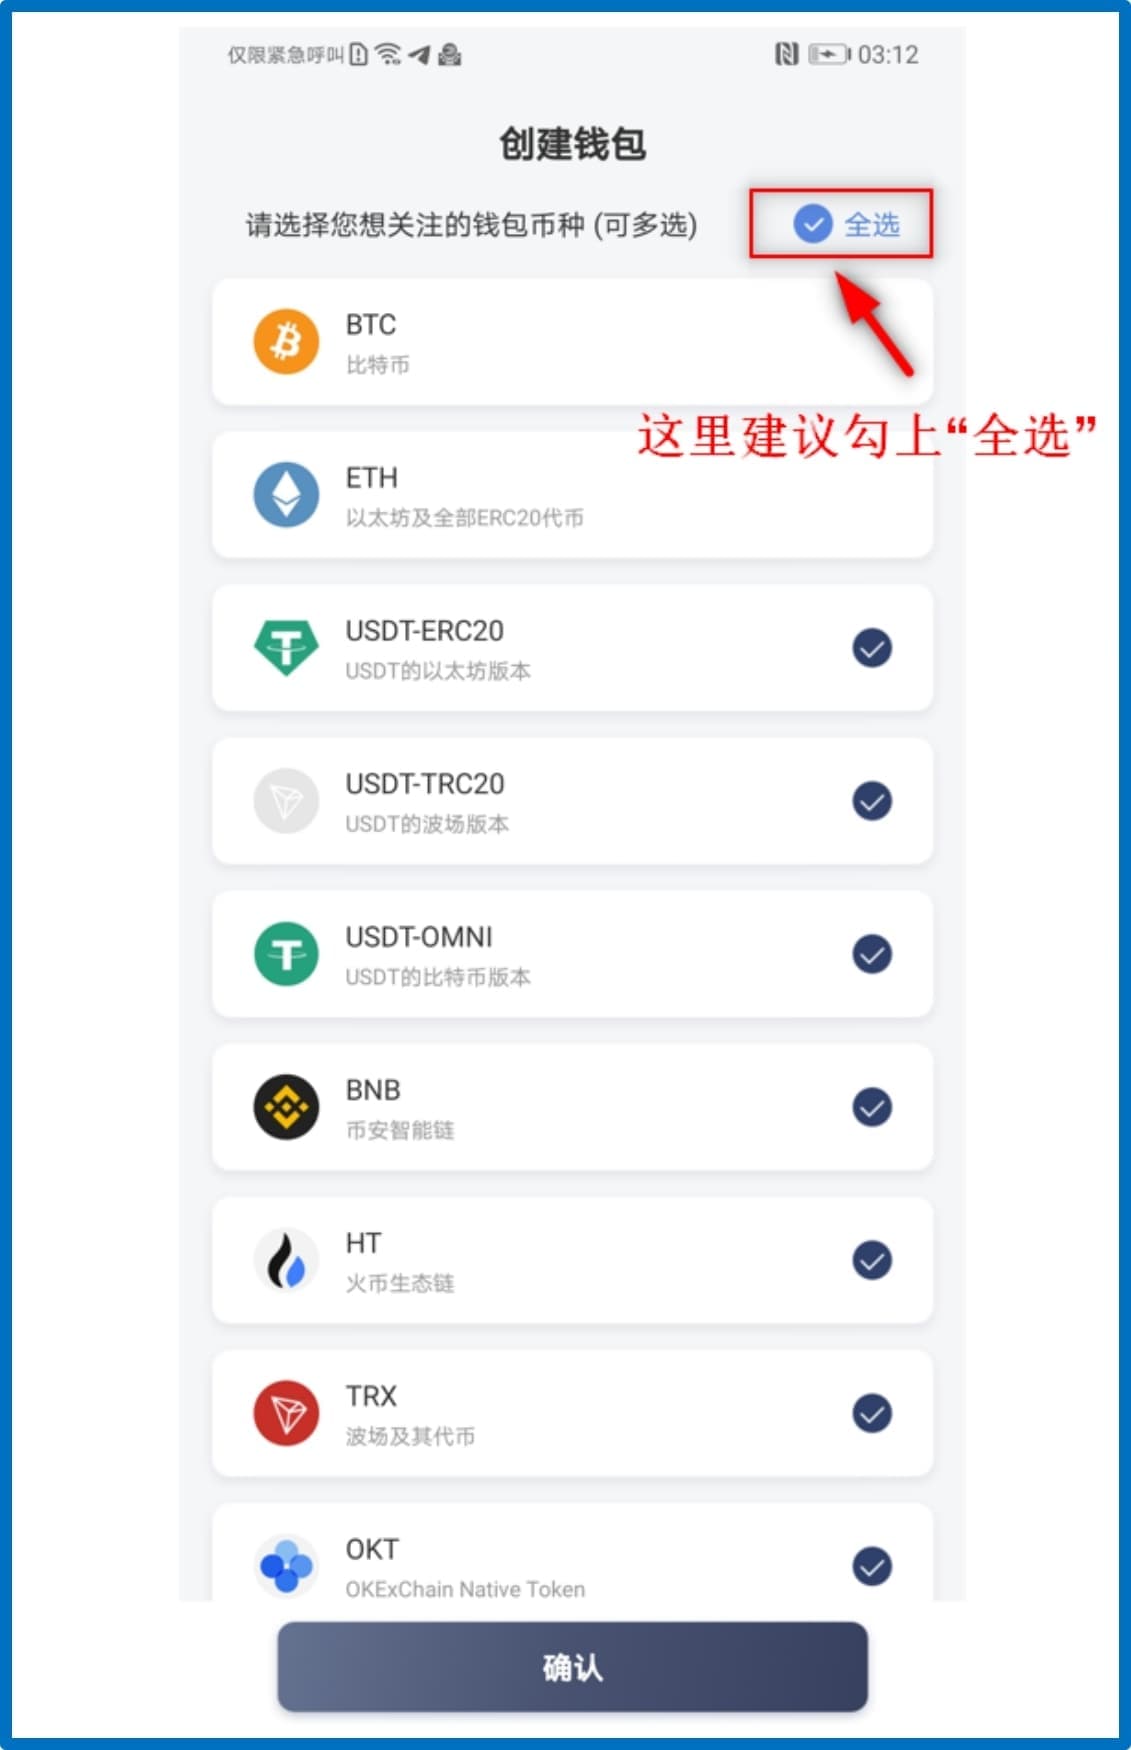 仅限紧急呼叫 03:12
创建钱包
请选择您想关注的钱包币种 (可多选) 全选
BTC
比特币
这里建议勾上“全选”
ETH
以太坊及全部ERC20代币
USDT-ERC20
USDT的以太坊版本
USDT-TRC20
USDT的波场版本
USDT-OMNI
USDT的比特币版本
BNB
币安智能链
HT
火币生态链
TRX
波场及其代币
OKT
OKExChain Native Token
确认